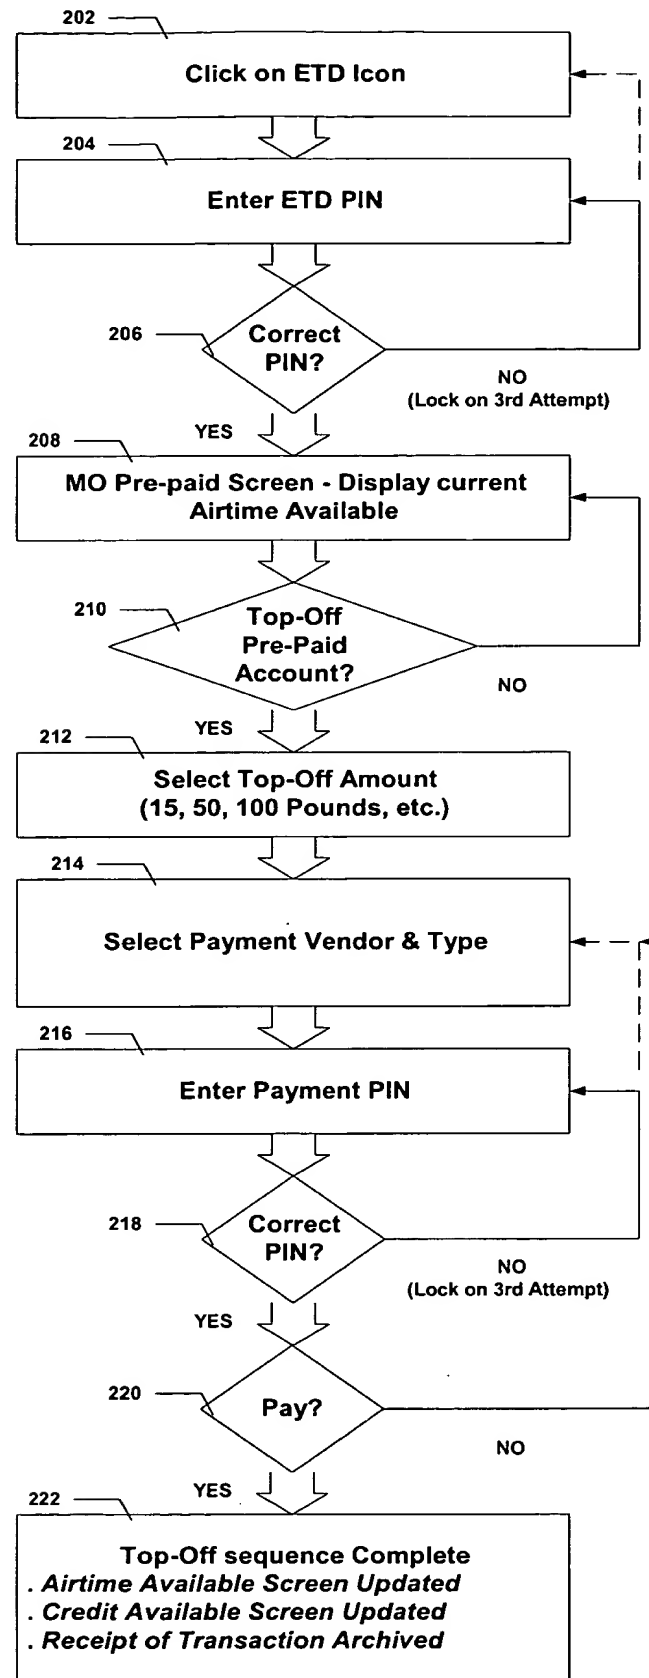 202
Click on ETD Icon
204
Enter ETD PIN
206
Correct
PIN?
NO
(Lock on 3rd Attempt)
YES
208
MO Pre-paid Screen - Display current
Airtime Available
210
Top-Off
Pre-Paid
Account?
NO
YES
212
Select Top-Off Amount
(15, 50, 100 Pounds, etc.)
214
Select Payment Vendor & Type
216
Enter Payment PIN
218
Correct
PIN?
NO
(Lock on 3rd Attempt)
YES
220
Pay?
NO
YES
222
Top-Off sequence Complete
. Airtime Available Screen Updated
. Credit Available Screen Updated
. Receipt of Transaction Archived